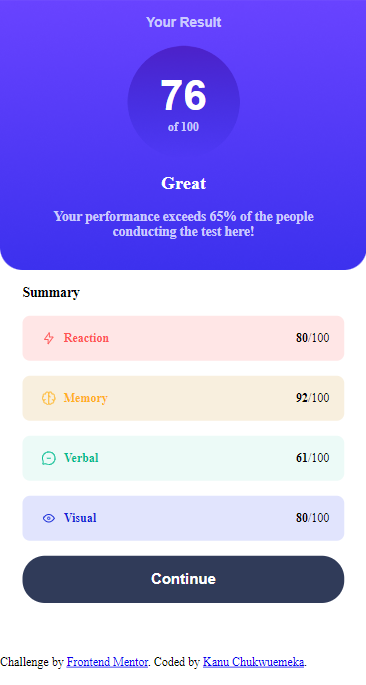 Your Result
76
of 100
Great
Your performance exceeds 65% of the people
conducting the test here!
Summary
Reaction 80/100
Memory 92/100
Verbal 61/100
Visual 80/100
Continue
Challenge by Frontend Mentor. Coded by Kanu Chukwuemeka.